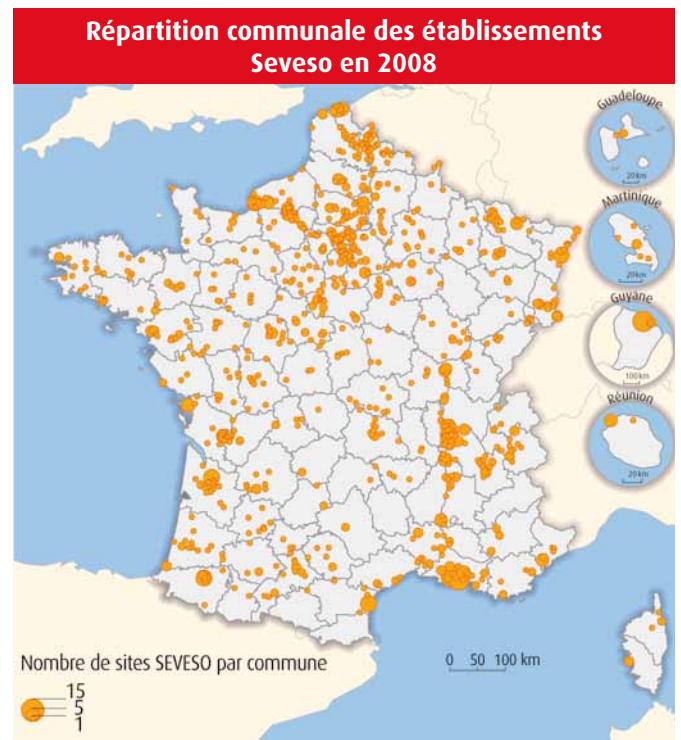 Répartition communale des établissements
Seveso en 2008
Guadeloupe
20 km
Martinique
20 km
Guyane
100 km
Réunion
20 km
Nombre de sites SEVESO par commune
15
5
1
0 50 100 km